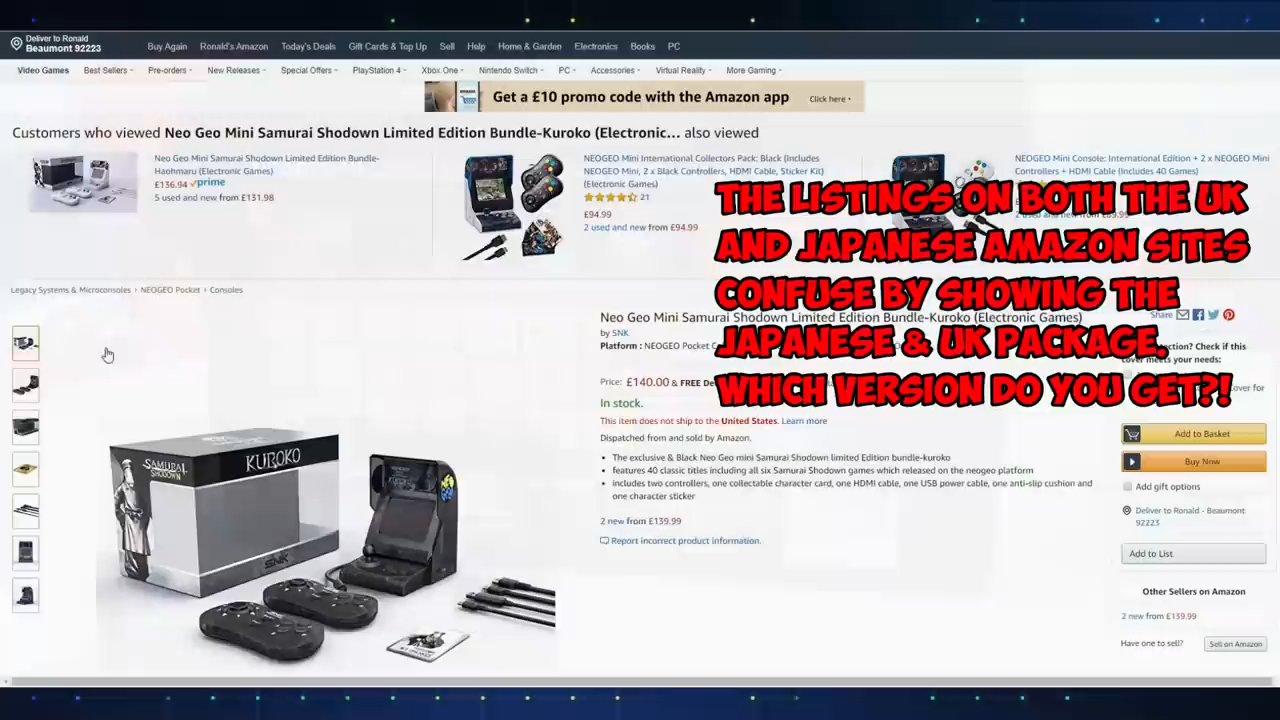 Deliver to Ronald
Beaumont 92223
Buy Again Ronald's Amazon Today's Deals Gift Cards & Top Up Sell Help Home & Garden Electronics Books PC
Video Games Best Sellers Pre-orders New Releases Special Offers PlayStation 4 Xbox One Nintendo Switch PC Accessories Virtual Reality More Gaming
Get a £10 promo code with the Amazon app Click here
Customers who viewed Neo Geo Mini Samurai Shodown Limited Edition Bundle-Kuroko (Electronic... also viewed
Neo Geo Mini Samurai Shodown Limited Edition Bundle-
Haohmaru (Electronic Games)
£136.94 prime
5 used and new from £131.98
NEOGEO Mini International Collectors Pack: Black (Includes
NEOGEO Mini, 2 x Black Controllers, HDMI Cable, Sticker Kit)
(Electronic Games)
21
£94.99
2 used and new from £94.99
NEOGEO Mini Console: International Edition + 2 x NEOGEO Mini
Controllers + HDMI Cable (Includes 40 Games)
THE LISTINGS ON BOTH THE UK
AND JAPANESE AMAZON SITES
CONFUSE BY SHOWING THE
JAPANESE & UK PACKAGE.
WHICH VERSION DO YOU GET?!
Legacy Systems & Microconsoles › NEOGEO Pocket › Consoles
Neo Geo Mini Samurai Shodown Limited Edition Bundle-Kuroko (Electronic Games)
by SNK
Platform : NEOGEO Pocket
Price: £140.00 & FREE
In stock.
This item does not ship to the United States. Learn more
Dispatched from and sold by Amazon.
The exclusive & Black Neo Geo mini Samurai Shodown limited Edition bundle-kuroko
features 40 classic titles including all six Samurai Shodown games which released on the neogeo platform
includes two controllers, one collectable character card, one HDMI cable, one USB power cable, one anti-slip cushion and
one character sticker
2 new from £139.99
Report incorrect product information.
SAMURAI
SHODOWN
KUROKO
SNK
Share
Check if this
cover meets your needs:
Cover for
Add to Basket
Buy Now
Add gift options
Deliver to Ronald - Beaumont
92223
Add to List
Other Sellers on Amazon
2 new from £139.99
Have one to sell? Sell on Amazon